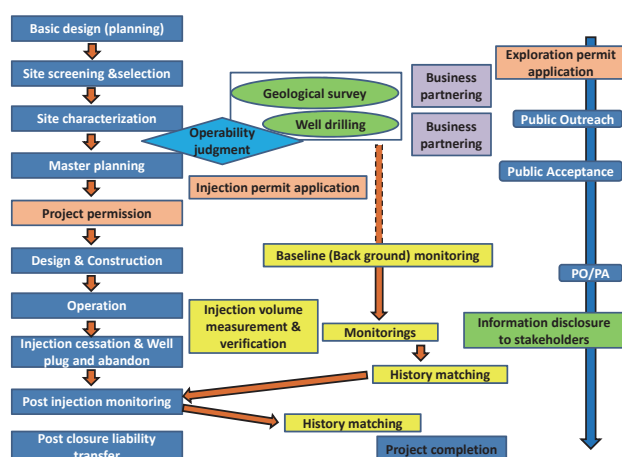 Basic design (planning)
Site screening &selection
Site characterization
Master planning
Project permission
Design & Construction
Operation
Injection cessation & Well
plug and abandon
Post injection monitoring
Post closure liability
transfer
Geological survey
Well drilling
Operability
judgment
Injection permit application
Business
partnering
Business
partnering
Baseline (Back ground) monitoring
Injection volume
measurement &
verification
Monitorings
History matching
History matching
Project completion
Exploration permit
application
Public Outreach
Public Acceptance
PO/PA
Information disclosure
to stakeholders